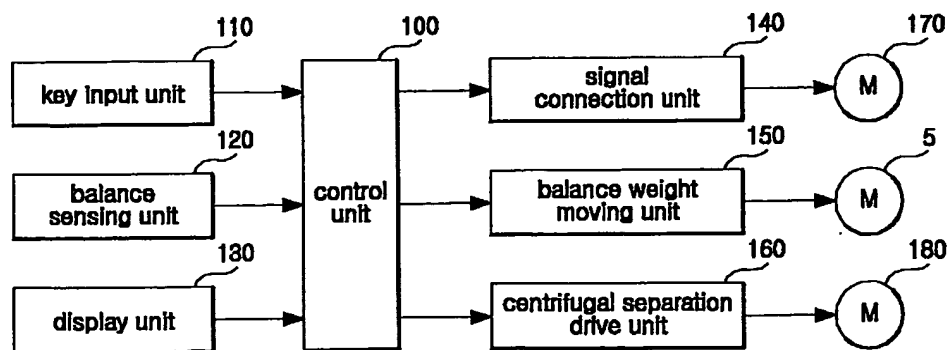 110
100
140
170
key input unit
signal
connection unit
M
120
150
5
balance
sensing unit
control
unit
balance weight
moving unit
M
130
160
180
display unit
centrifugal separation
drive unit
M